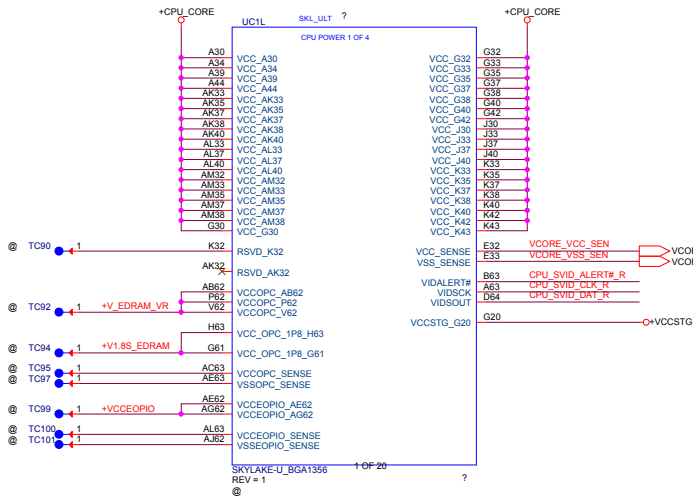 +CPU_CORE
+CPU_CORE
UC1L
SKL_ULT
?
CPU POWER 1 OF 4
A30 VCC_A30
A34 VCC_A34
A39 VCC_A39
A44 VCC_A44
AK33 VCC_AK33
AK35 VCC_AK35
AK37 VCC_AK37
AK38 VCC_AK38
AK40 VCC_AK40
AL33 VCC_AL33
AL37 VCC_AL37
AL40 VCC_AL40
AM32 VCC_AM32
AM33 VCC_AM33
AM35 VCC_AM35
AM37 VCC_AM37
AM38 VCC_AM38
G30 VCC_G30
@ TC90 1 K32 RSVD_K32
AK32 RSVD_AK32
AB62 VCCOPC_AB62
P62 VCCOPC_P62
@ TC92 1 +V_EDRAM_VR V62 VCCOPC_V62
H63 VCC_OPC_1P8_H63
@ TC94 1 +V1.8S_EDRAM G61 VCC_OPC_1P8_G61
@ TC95 1 AC63 VCCOPC_SENSE
@ TC97 1 AE63 VSSOPC_SENSE
AE62 VCCEOPIO_AE62
@ TC99 1 +VCCEOPIO AG62 VCCEOPIO_AG62
@ TC100 1 AL63 VCCEOPIO_SENSE
@ TC101 1 AJ62 VSSEOPIO_SENSE
VCC_G32 G32
VCC_G33 G33
VCC_G35 G35
VCC_G37 G37
VCC_G38 G38
VCC_G40 G40
VCC_G42 G42
VCC_J30 J30
VCC_J33 J33
VCC_J37 J37
VCC_J40 J40
VCC_K33 K33
VCC_K35 K35
VCC_K37 K37
VCC_K38 K38
VCC_K40 K40
VCC_K42 K42
VCC_K43 K43
VCC_SENSE E32 VCORE_VCC_SEN VCO
VSS_SENSE E33 VCORE_VSS_SEN VCO
VIDALERT# B63 CPU_SVID_ALERT#_R
VIDSCK A63 CPU_SVID_CLK_R
VIDSOUT D64 CPU_SVID_DAT_R
VCCSTG_G20 G20 +VCCSTG
SKYLAKE-U_BGA1356
1 OF 20
REV = 1
?
@